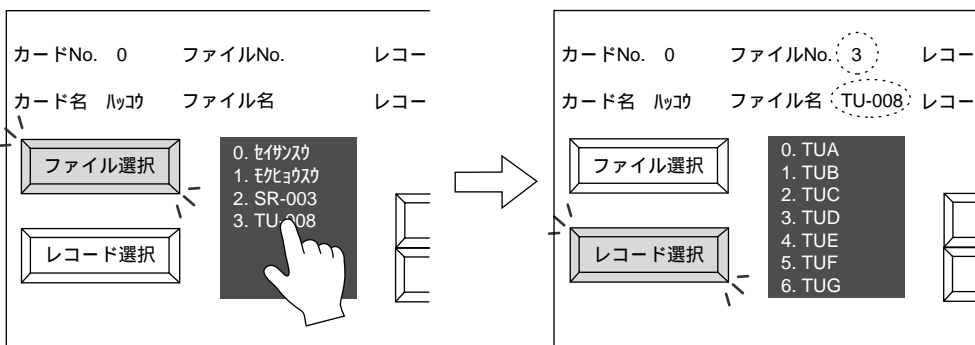 カードNo. 0 ファイルNo. レコー
カード名 ﾊｯｺｳ ファイル名 レコー
ファイル選択
レコード選択
0. ｾｲｻﾝｽｳ
1. ﾓｸﾋｮｳｽｳ
2. SR-003
3. TU-008
カードNo. 0 ファイルNo. 3 レコー
カード名 ﾊｯｺｳ ファイル名 TU-008 レコー
ファイル選択
レコード選択
0. TUA
1. TUB
2. TUC
3. TUD
4. TUE
5. TUF
6. TUG